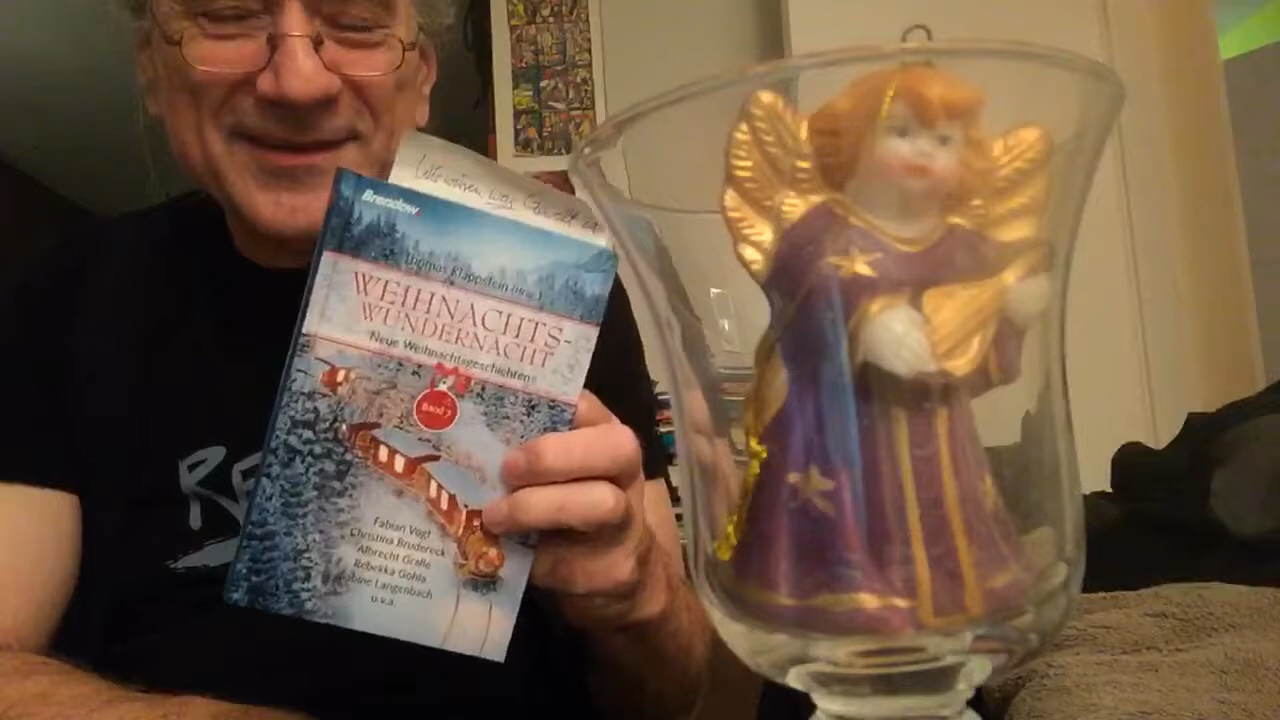 Brendow.
Thomas Klappstein (Hrsg.)
WEIHNACHTS-
WUNDERNACHT
Neue Weihnachtsgeschichten
Band 7
Fabian Vogt
Christina Brudereck
Albrecht Gralle
Rebekka Gohla
Sabine Langenbach
u.v.a.